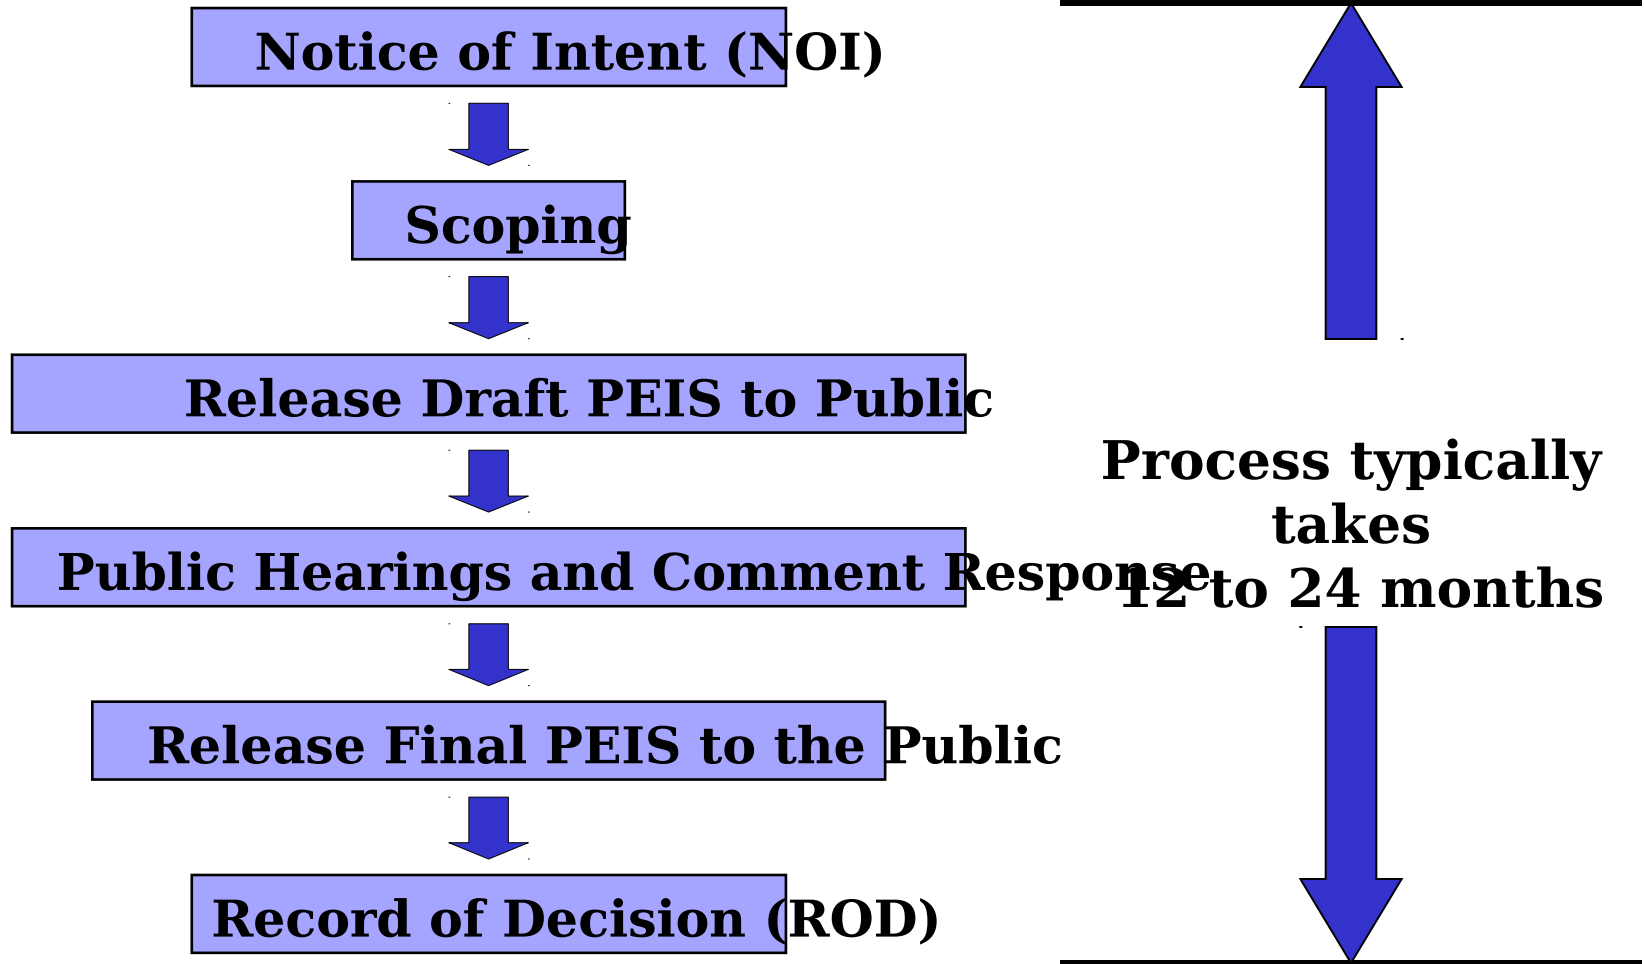 Notice of Intent (NOI)
Scoping
Release Draft PEIS to Public
Public Hearings and Comment Response
Release Final PEIS to the Public
Record of Decision (ROD)
Process typically
takes
12 to 24 months